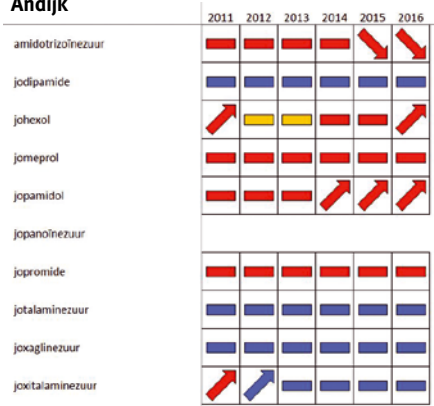 Andijk
2011 2012 2013 2014 2015 2016
amidotrizoïnezuur
jodipamide
johexol
jomeprol
jopamidol
jopanoïnezuur
jopromide
jotalaminezuur
joxaglinezuur
joxitalaminezuur